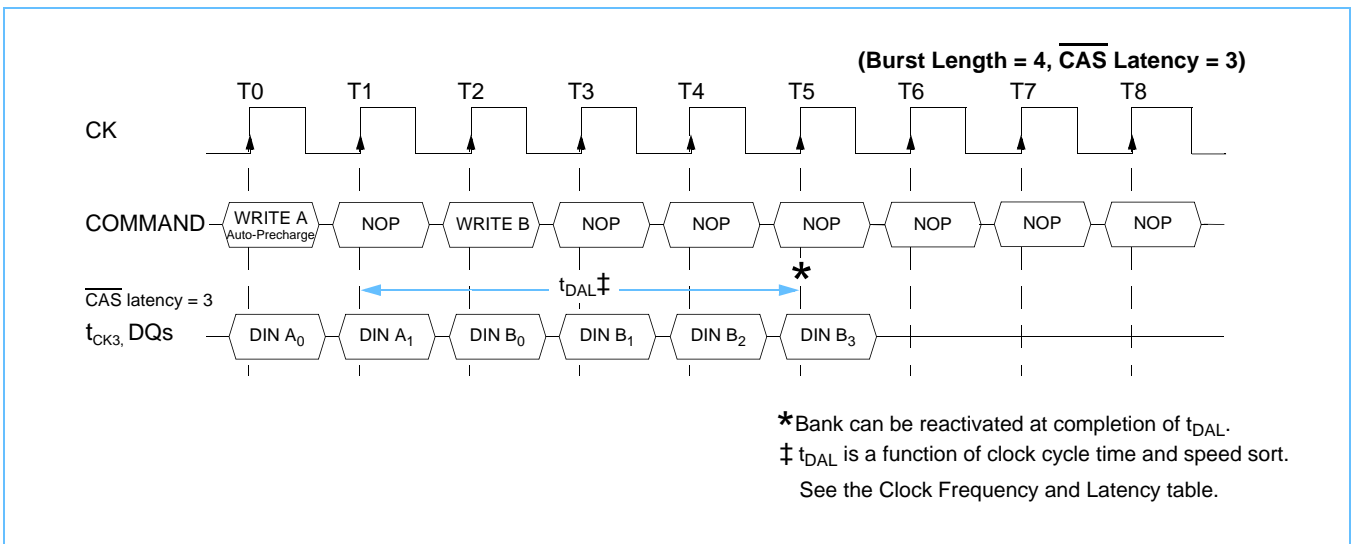 (Burst Length = 4, CAS Latency = 3)
T0 T1 T2 T3 T4 T5 T6 T7 T8
CK
COMMAND WRITE A Auto-Precharge NOP WRITE B NOP NOP NOP NOP NOP NOP
*
tDAL‡
CAS latency = 3
tCK3, DQs DIN A0 DIN A1 DIN B0 DIN B1 DIN B2 DIN B3
*Bank can be reactivated at completion of tDAL.
‡ tDAL is a function of clock cycle time and speed sort.
See the Clock Frequency and Latency table.